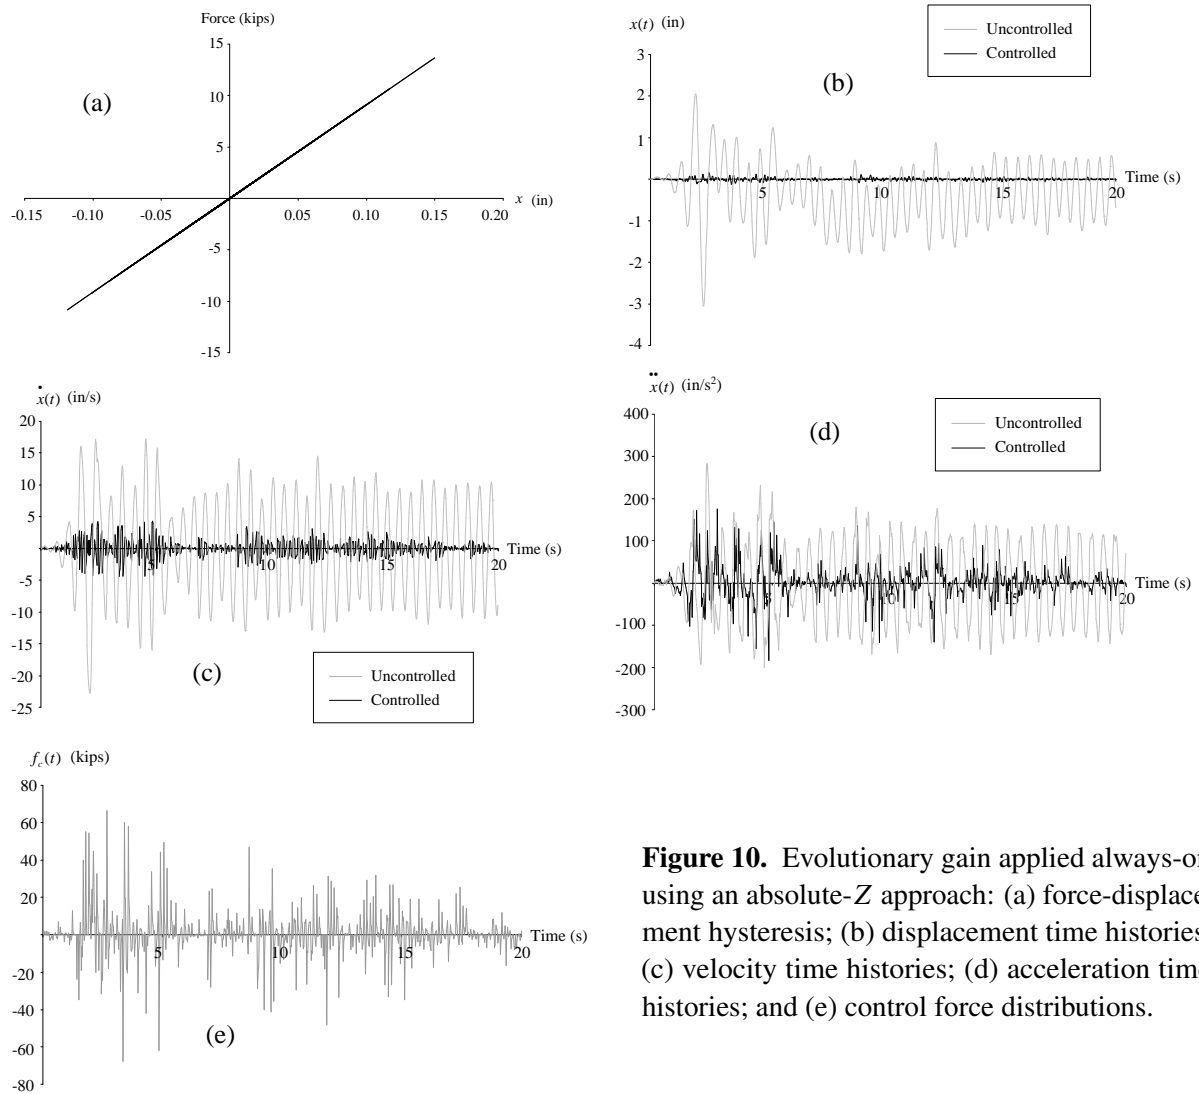 Force (kips)
15
10
5
-5
-10
-15
-0.15 -0.10 -0.05 0.05 0.10 0.15 0.20
x (in)
(a)
x(t) (in)
Uncontrolled
Controlled
(b)
3
2
1
-1
-2
-3
-4
5 10 15 20
Time (s)
ẋ(t) (in/s)
20
15
10
5
-5
-10
-15
-20
-25
5 10 15 20
Time (s)
(c)
Uncontrolled
Controlled
ẍ(t) (in/s²)
400
300
200
100
-100
-200
-300
5 10 15 20
Time (s)
(d)
Uncontrolled
Controlled
f_c(t) (kips)
80
60
40
20
-20
-40
-60
-80
5 10 15 20
Time (s)
(e)
Figure 10. Evolutionary gain applied always-on
using an absolute-Z approach: (a) force-displace
ment hysteresis; (b) displacement time histories
(c) velocity time histories; (d) acceleration time
histories; and (e) control force distributions.